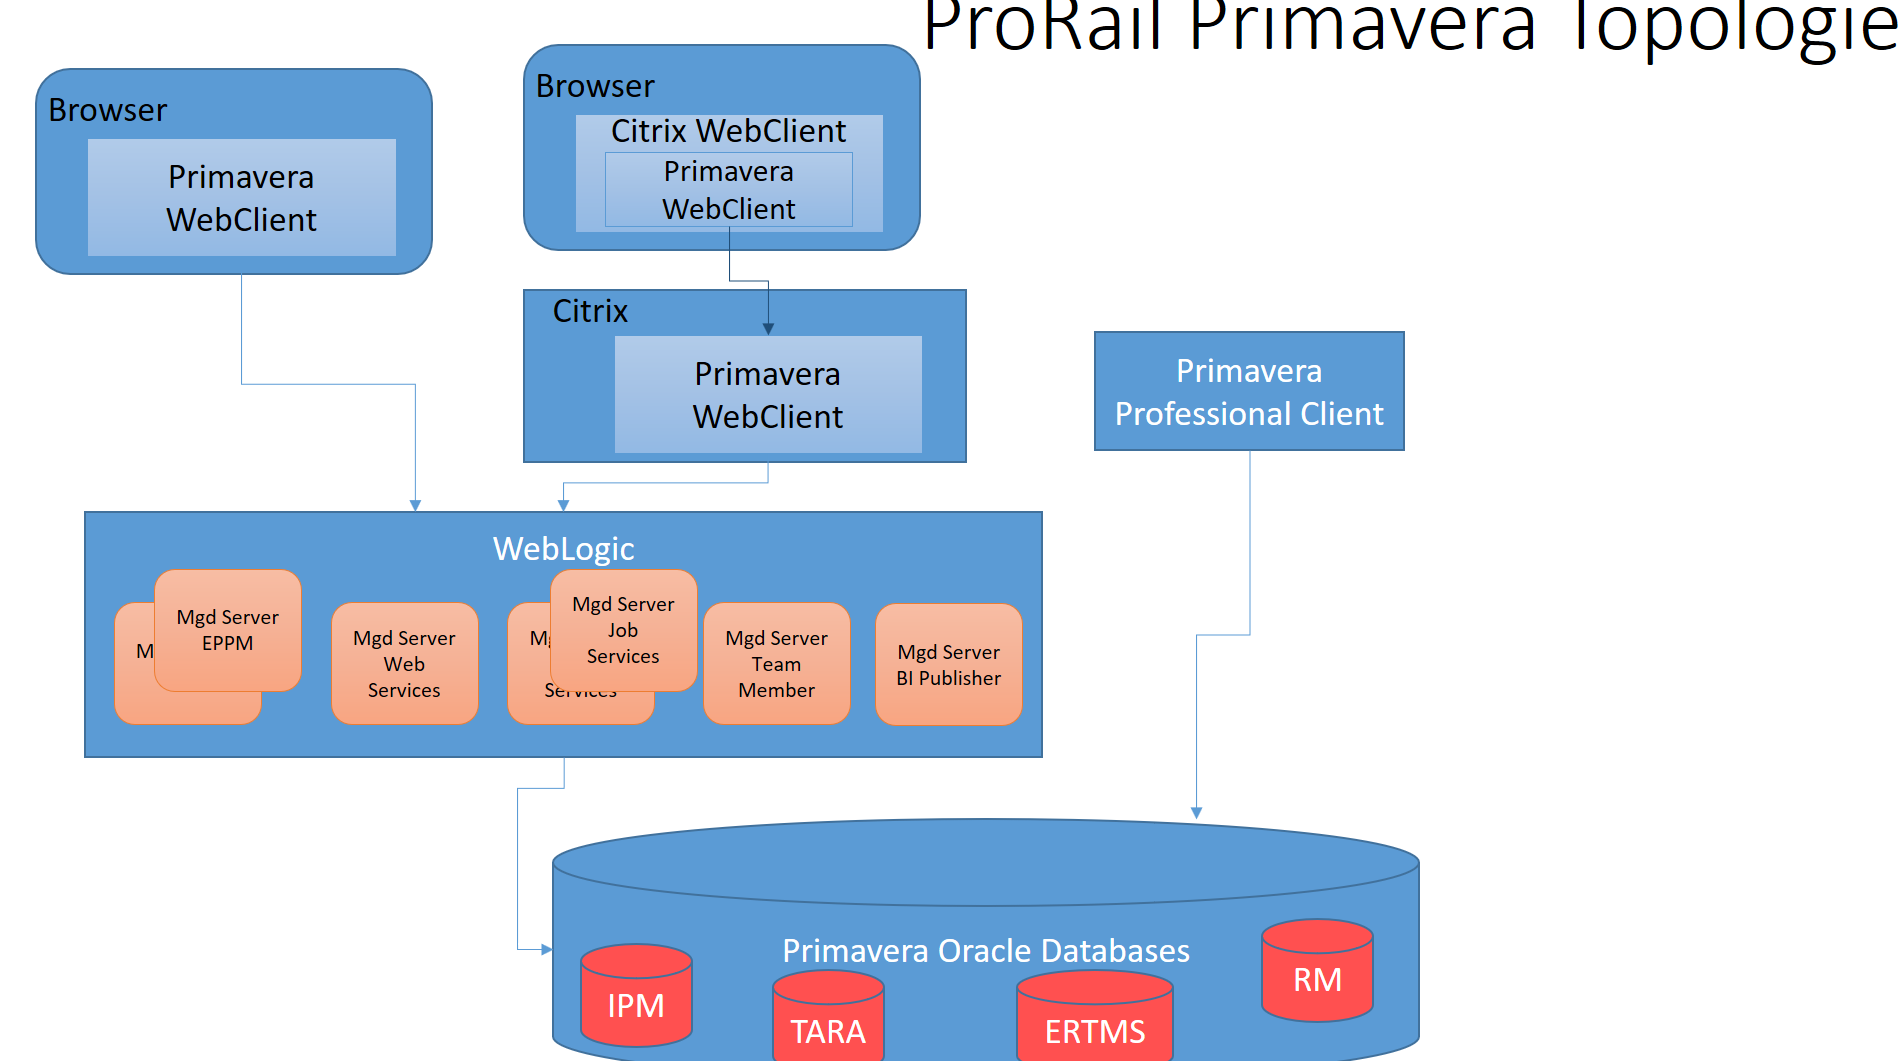 ProRail Primavera Topologie
Browser
Primavera
WebClient
Browser
Citrix WebClient
Primavera
WebClient
Citrix
Primavera
WebClient
Primavera
Professional Client
WebLogic
Mgd Server
EPPM
M
Mgd Server
Web
Services
Mgd Server
Job
Services
Mg
Services
Mgd Server
Team
Member
Mgd Server
BI Publisher
Primavera Oracle Databases
IPM
TARA
ERTMS
RM